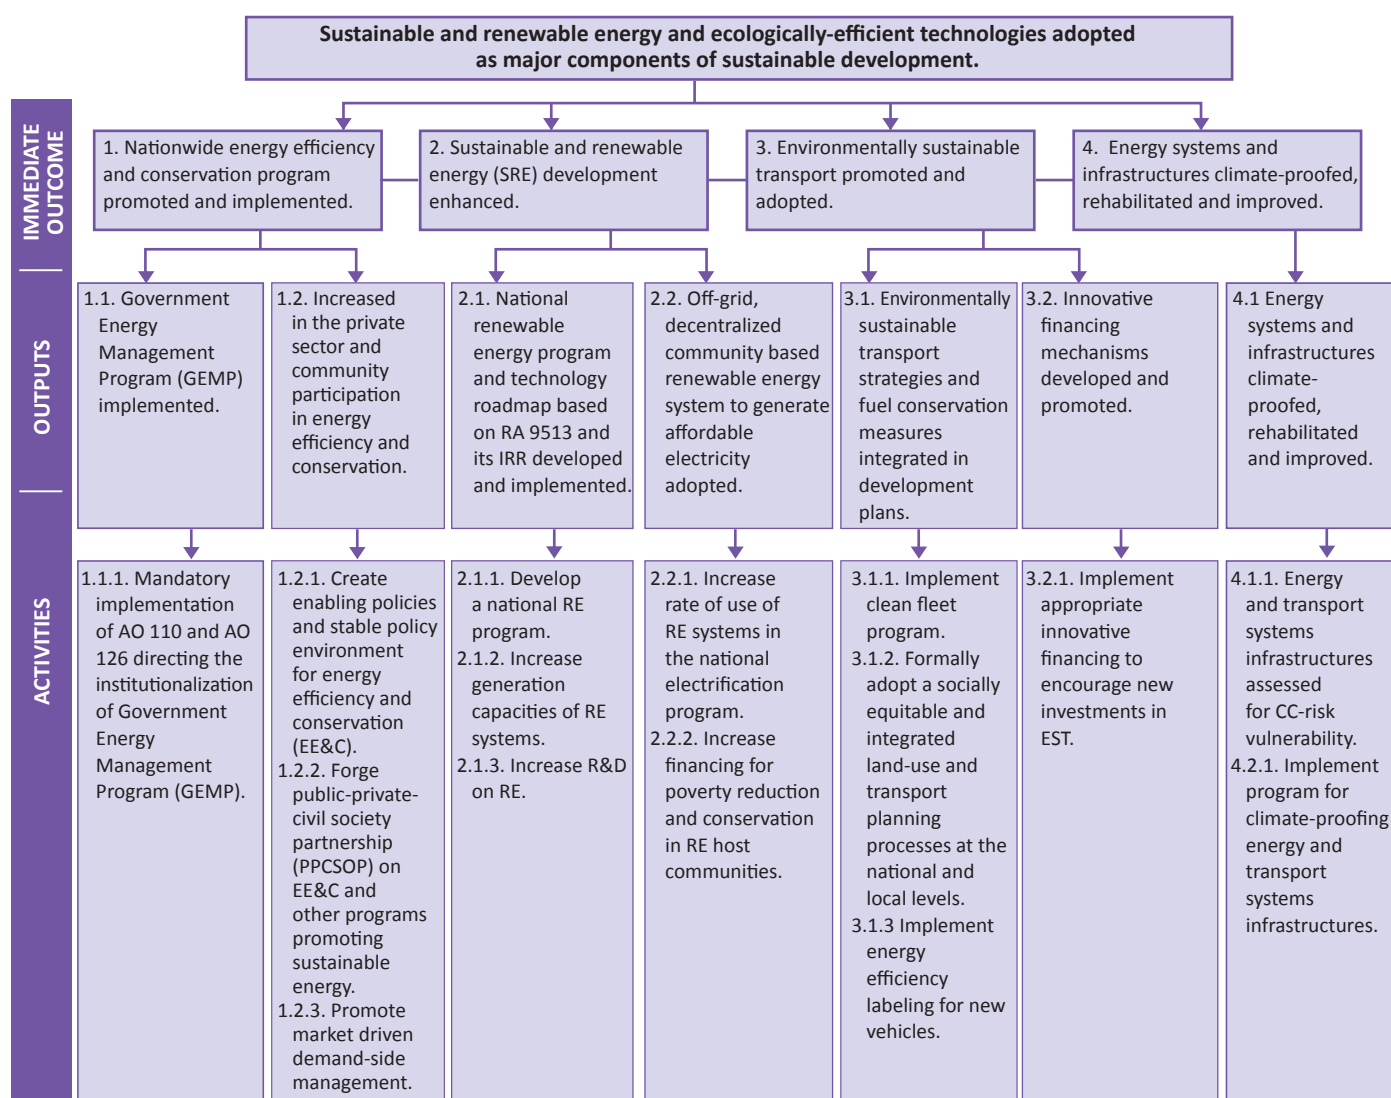 Sustainable and renewable energy and ecologically-efficient technologies adopted
as major components of sustainable development.
IMMEDIATE
OUTCOME
1. Nationwide energy efficiency
and conservation program
promoted and implemented.
2. Sustainable and renewable
energy (SRE) development
enhanced.
3. Environmentally sustainable
transport promoted and
adopted.
4. Energy systems and
infrastructures climate-proofed,
rehabilitated and improved.
OUTPUTS
1.1. Government
Energy
Management
Program (GEMP)
implemented.
1.2. Increased
in the private
sector and
community
participation
in energy
efficiency and
conservation.
2.1. National
renewable
energy program
and technology
roadmap based
on RA 9513 and
its IRR developed
and implemented.
2.2. Off-grid,
decentralized
community based
renewable energy
system to generate
affordable
electricity
adopted.
3.1. Environmentally
sustainable
transport
strategies and
fuel conservation
measures
integrated in
development
plans.
3.2. Innovative
financing
mechanisms
developed and
promoted.
4.1 Energy
systems and
infrastructures
climate-
proofed,
rehabilitated
and improved.
ACTIVITIES
1.1.1. Mandatory
implementation
of AO 110 and AO
126 directing the
institutionalization
of Government
Energy
Management
Program (GEMP).
1.2.1. Create
enabling policies
and stable policy
environment
for energy
efficiency and
conservation
(EE&C).
1.2.2. Forge
public-private-
civil society
partnership
(PPCSOP) on
EE&C and
other programs
promoting
sustainable
energy.
1.2.3. Promote
market driven
demand-side
management.
2.1.1. Develop
a national RE
program.
2.1.2. Increase
generation
capacities of RE
systems.
2.1.3. Increase R&D
on RE.
2.2.1. Increase
rate of use of
RE systems in
the national
electrification
program.
2.2.2. Increase
financing for
poverty reduction
and conservation
in RE host
communities.
3.1.1. Implement
clean fleet
program.
3.1.2. Formally
adopt a socially
equitable and
integrated
land-use and
transport
planning
processes at the
national and
local levels.
3.1.3 Implement
energy
efficiency
labeling for new
vehicles.
3.2.1. Implement
appropriate
innovative
financing to
encourage new
investments in
EST.
4.1.1. Energy
and transport
systems
infrastructures
assessed
for CC-risk
vulnerability.
4.2.1. Implement
program for
climate-proofing
energy and
transport
systems
infrastructures.